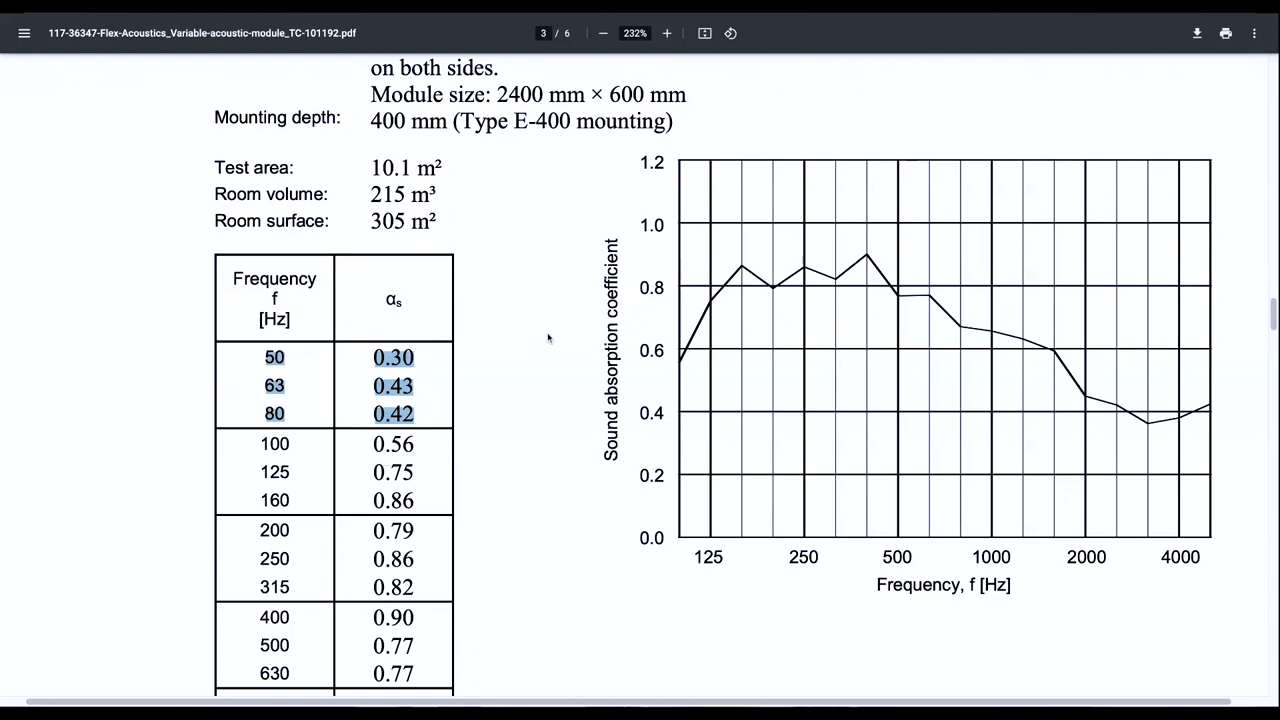 117-36347-Flex-Acoustics_Variable-acoustic-module_TC-101192.pdf
3 / 6
232%
on both sides.
Module size: 2400 mm × 600 mm
Mounting depth: 400 mm (Type E-400 mounting)
Test area: 10.1 m²
Room volume: 215 m³
Room surface: 305 m²
Frequency
f
[Hz]
αs
50 0.30
63 0.43
80 0.42
100 0.56
125 0.75
160 0.86
200 0.79
250 0.86
315 0.82
400 0.90
500 0.77
630 0.77
Sound absorption coefficient
1.2
1.0
0.8
0.6
0.4
0.2
0.0
125 250 500 1000 2000 4000
Frequency, f [Hz]